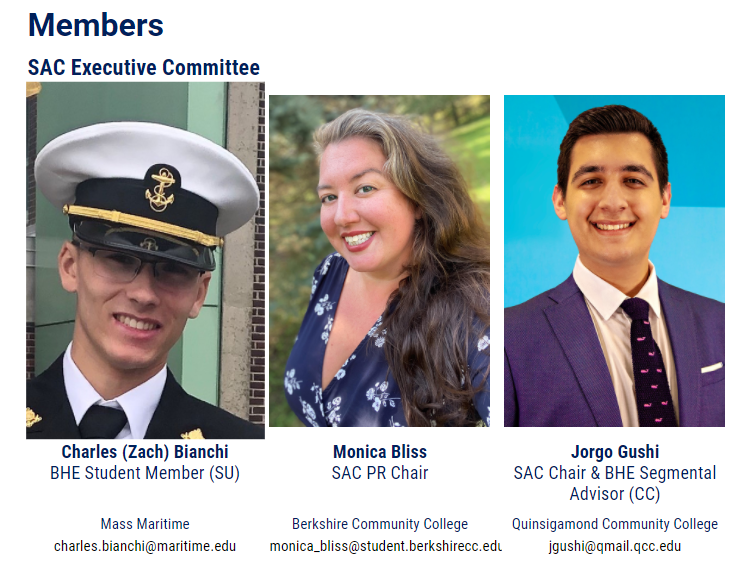 Members
SAC Executive Committee
Charles (Zach) Bianchi
BHE Student Member (SU)
Mass Maritime
charles.bianchi@maritime.edu
Monica Bliss
SAC PR Chair
Berkshire Community College
monica_bliss@student.berkshirecc.edu
Jorgo Gushi
SAC Chair & BHE Segmental
Advisor (CC)
Quinsigamond Community College
jgushi@qmail.qcc.edu